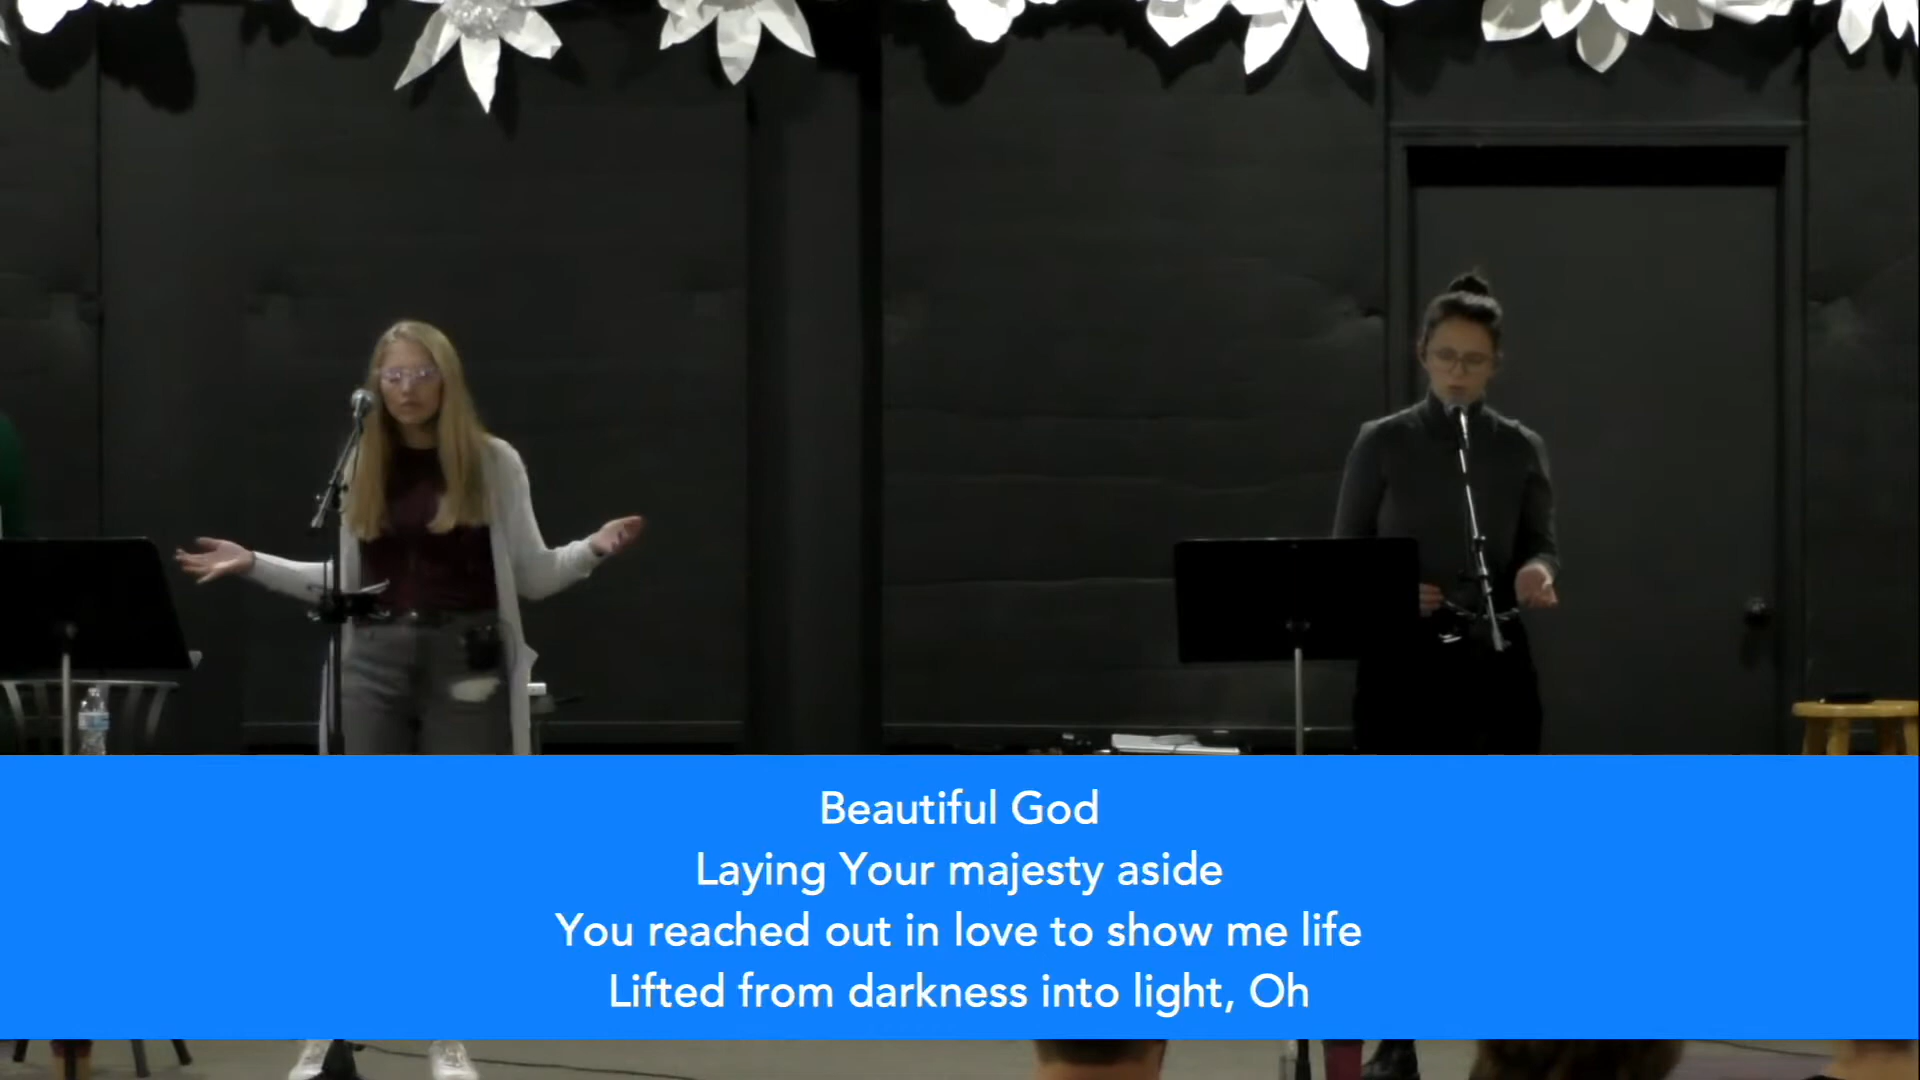 Beautiful God
Laying Your majesty aside
You reached out in love to show me life
Lifted from darkness into light, Oh